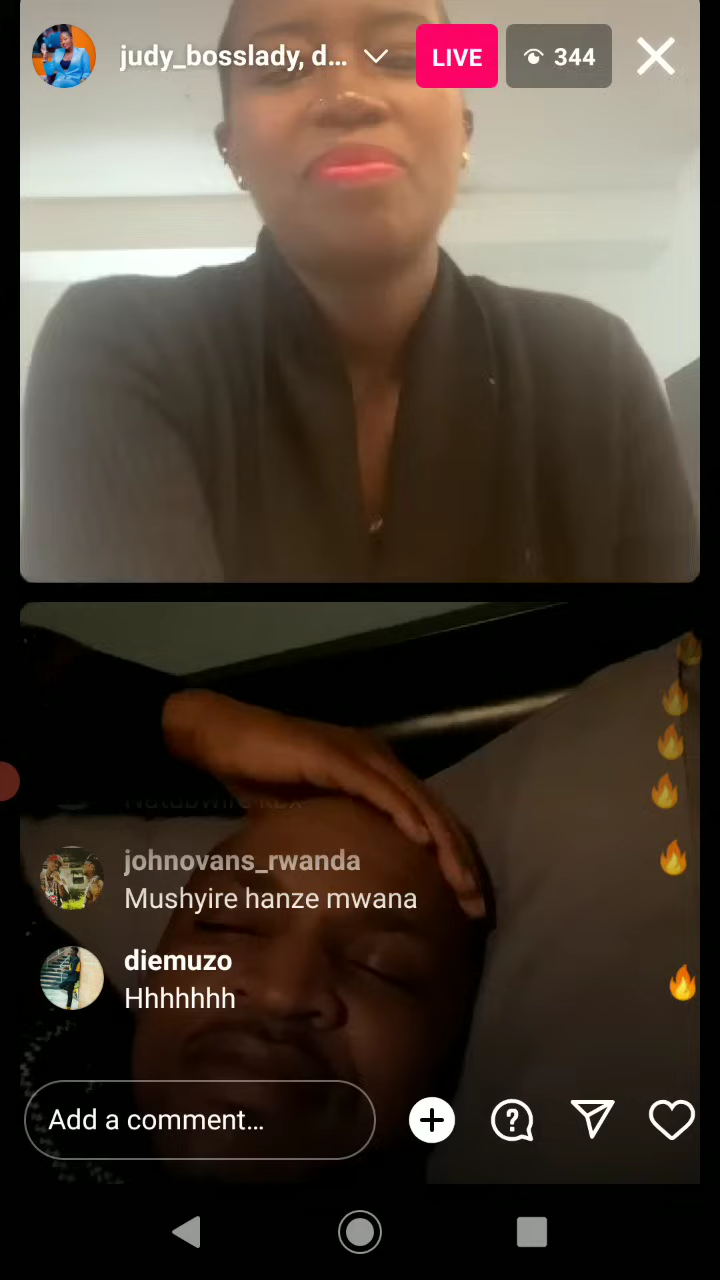 judy_bosslady, d...
LIVE
344
johnovans_rwanda
Mushyire hanze mwana
diemuzo
Hhhhhhh
Add a comment...